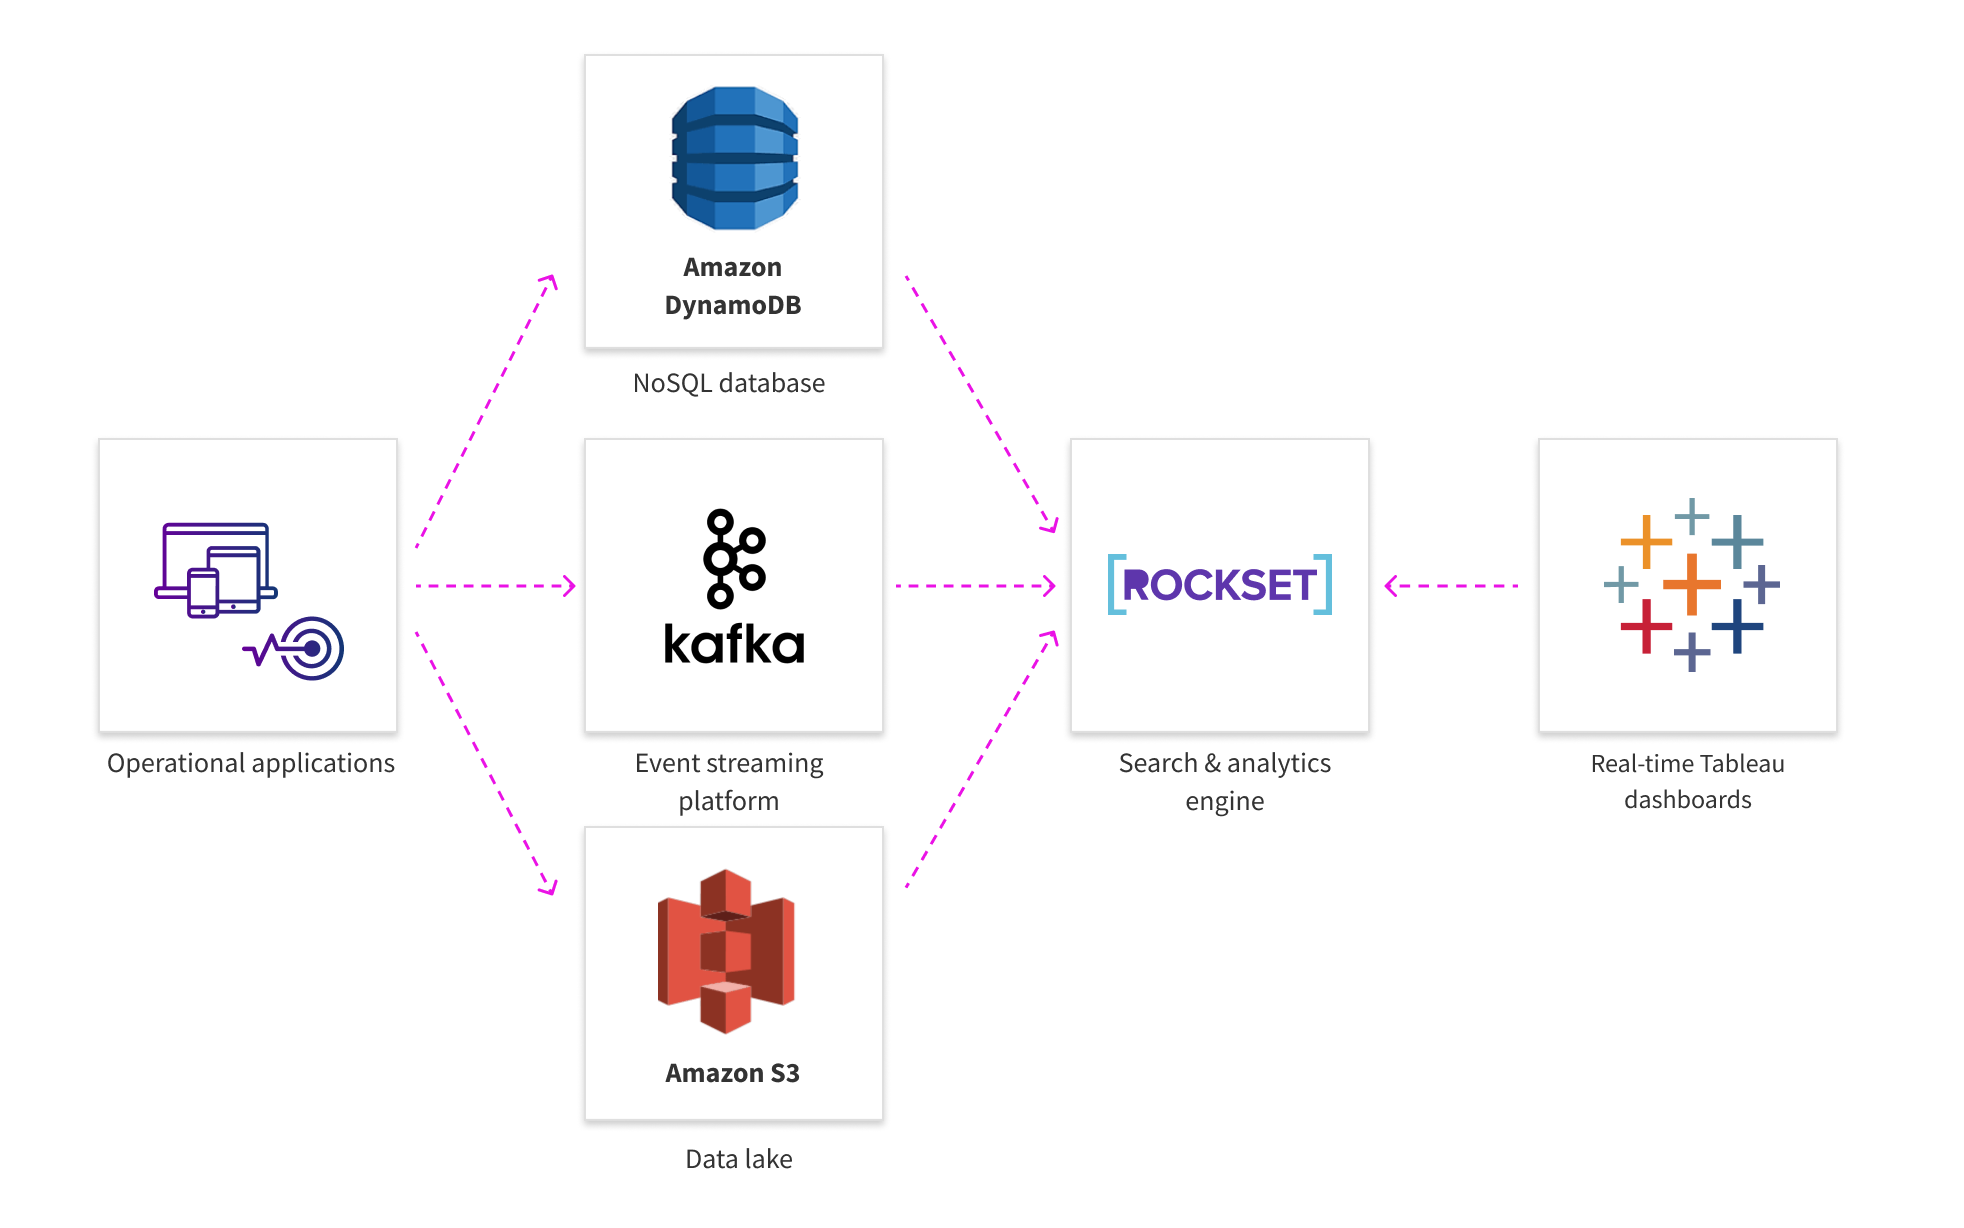 Amazon
DynamoDB
NoSQL database
Operational applications
kafka
Event streaming
platform
[ROCKSET]
Search & analytics
engine
Real-time Tableau
dashboards
Amazon S3
Data lake